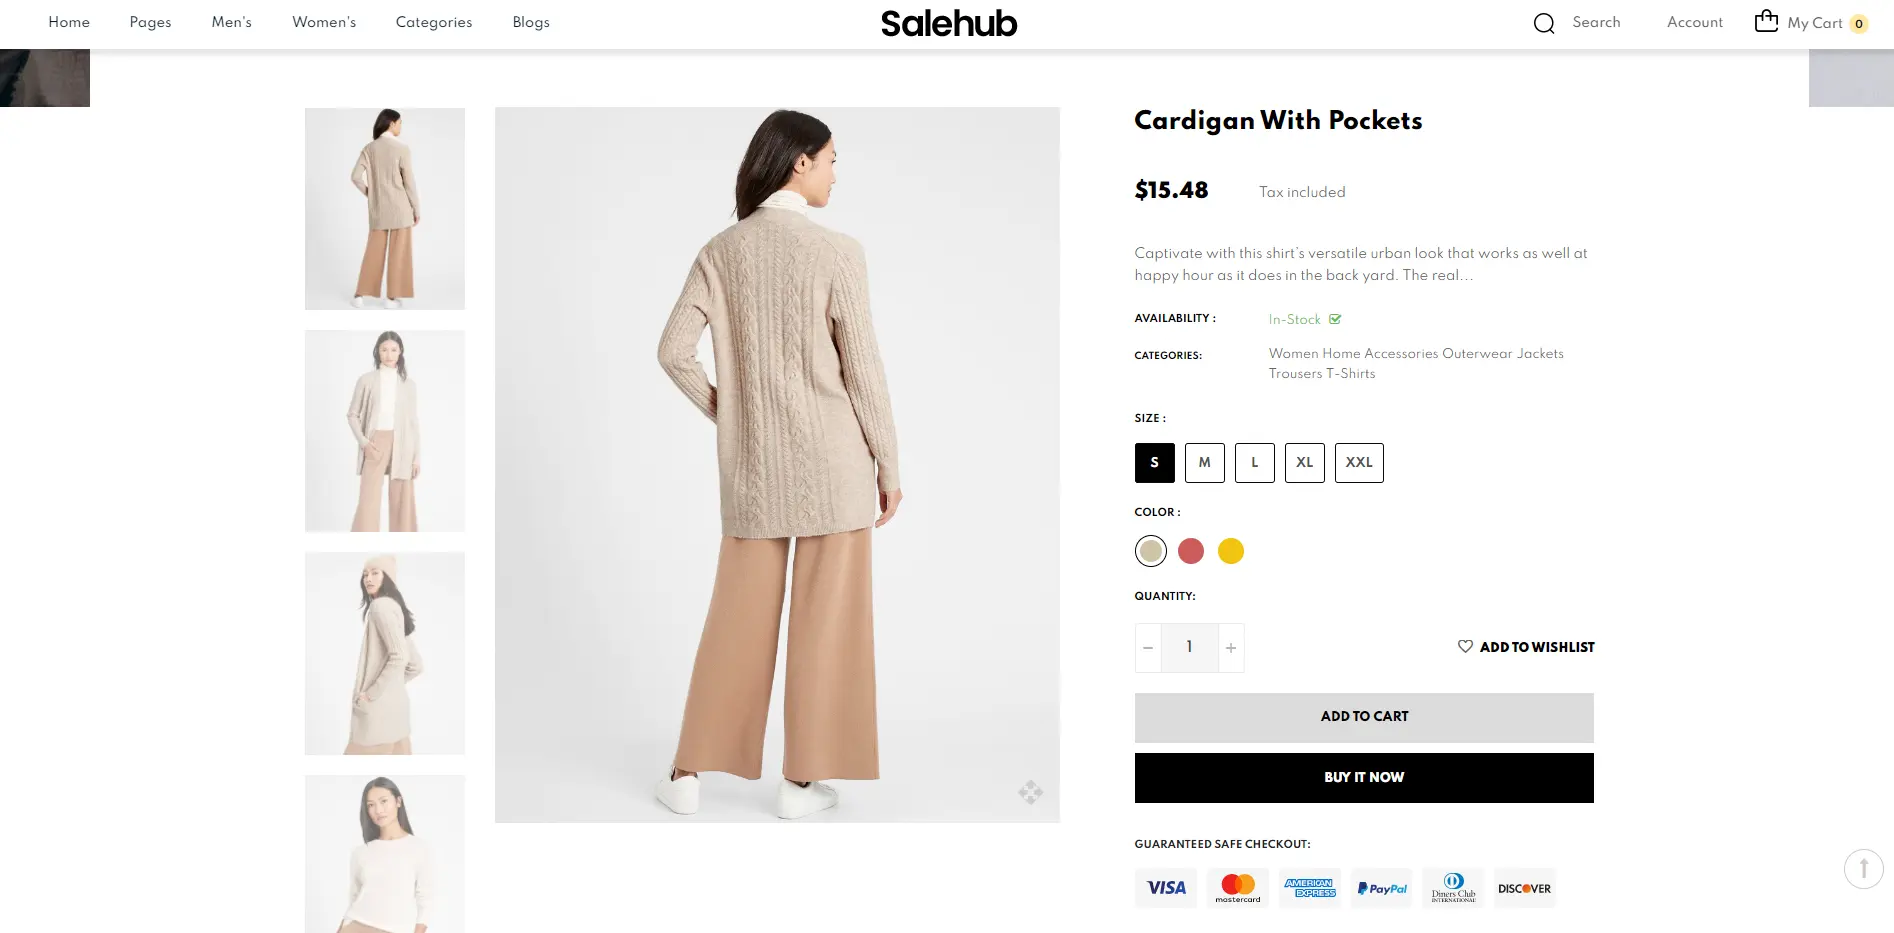 Home Pages Men's Women's Categories Blogs
Salehub
Search Account My Cart 0
Cardigan With Pockets
$15.48 Tax included
Captivate with this shirt's versatile urban look that works as well at
happy hour as it does in the back yard. The real...
AVAILABILITY : In-Stock
CATEGORIES: Women Home Accessories Outerwear Jackets
Trousers T-Shirts
SIZE :
S M L XL XXL
COLOR :
QUANTITY:
− 1 +
ADD TO WISHLIST
ADD TO CART
BUY IT NOW
GUARANTEED SAFE CHECKOUT:
VISA
mastercard
AMERICAN
EXPRESS
PayPal
Diners Club
INTERNATIONAL
DISCOVER